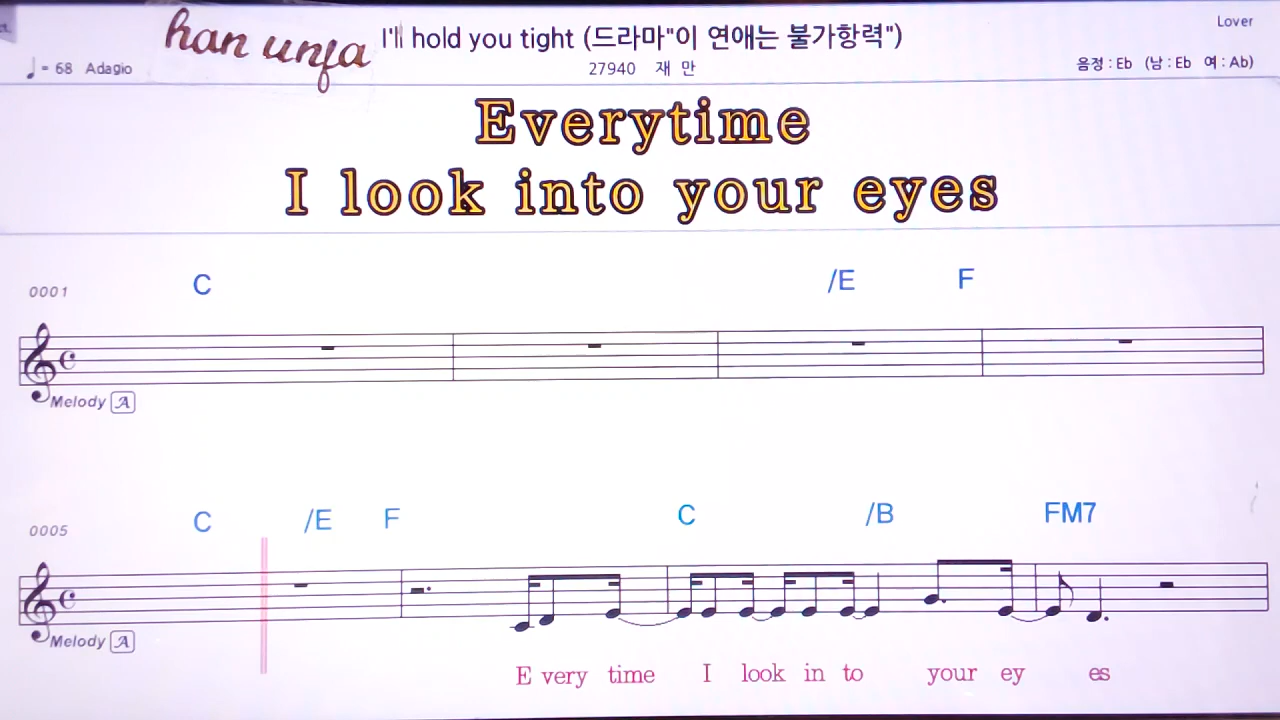 Lover
han unfa I'll hold you tight (드라마"이 연애는 불가항력")
♩= 68 Adagio 27940 재 만 음정 : Eb (남 : Eb 여 : Ab)
Everytime
I look into your eyes
0001 C /E F
Melody A
0005 C /E F C /B FM7
Melody A
E very time I look in to your ey es